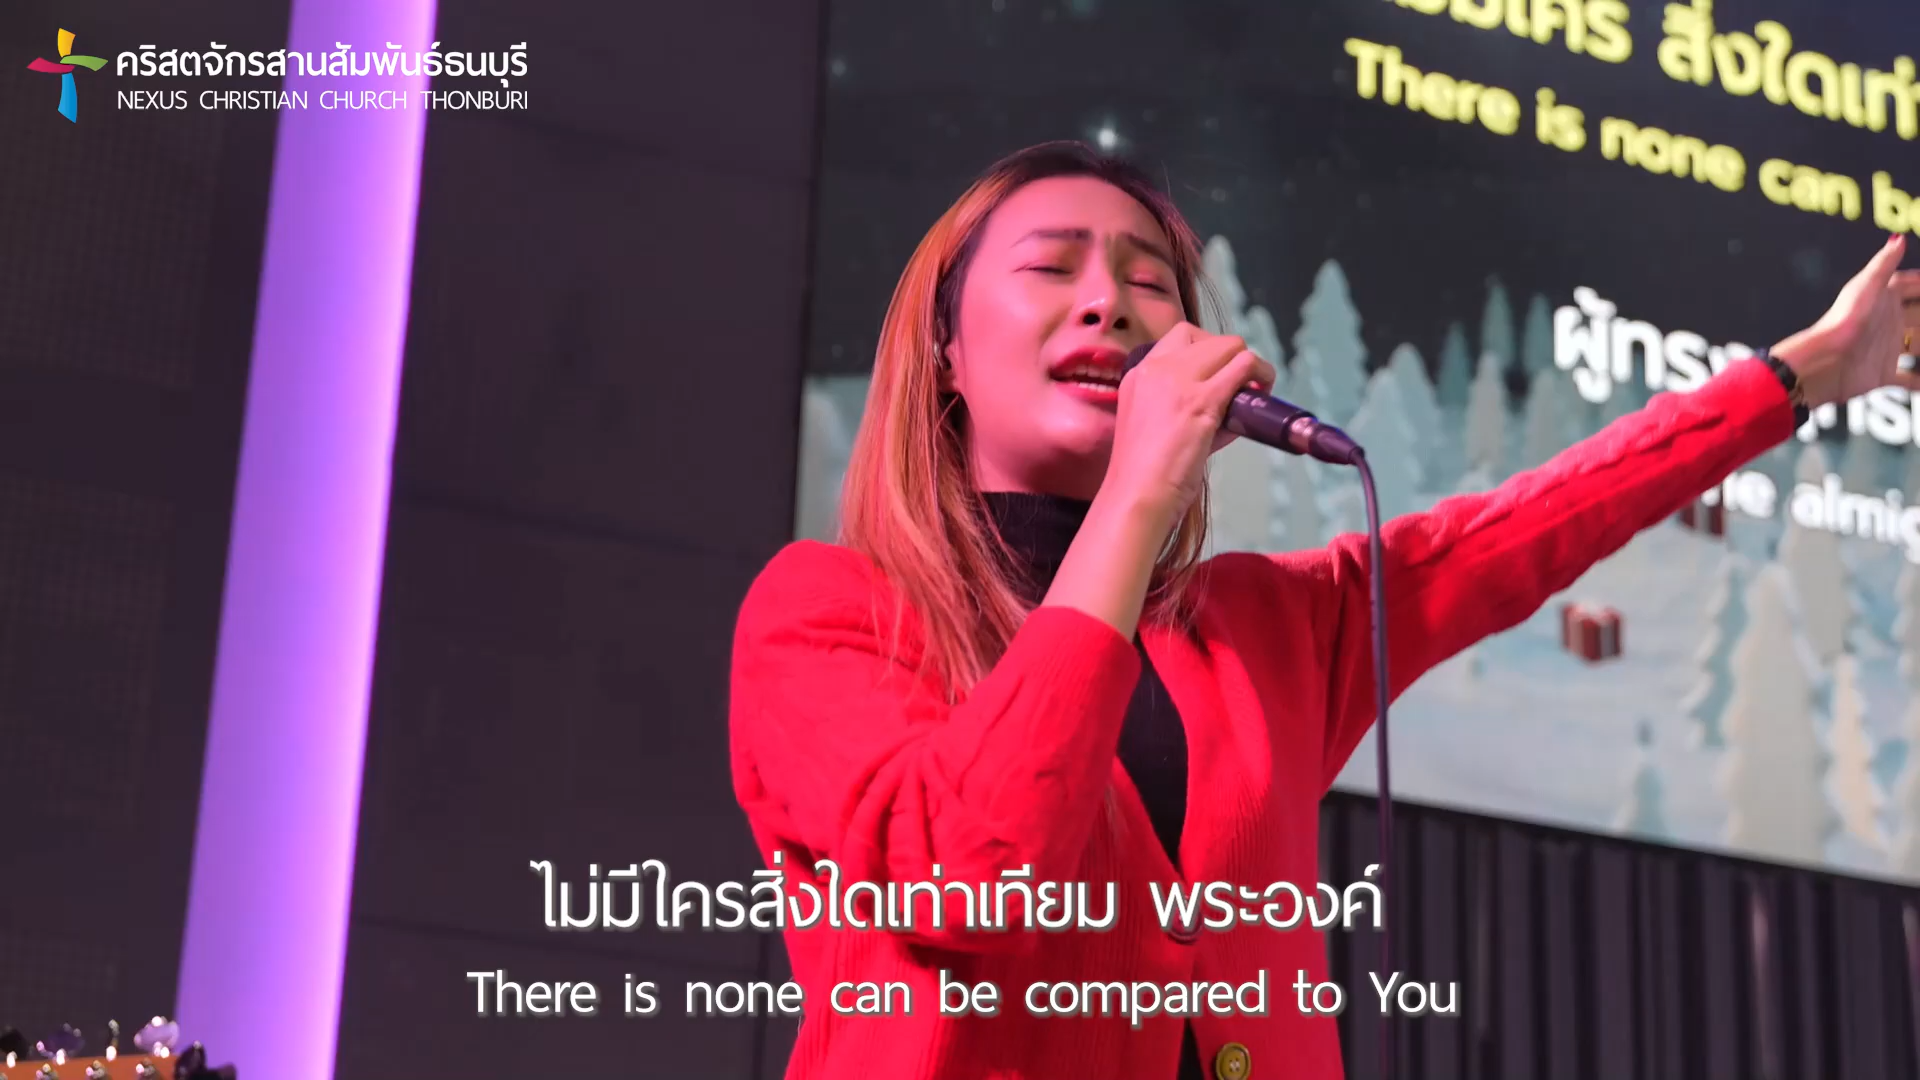 คริสตจักรสานสัมพันธ์ธนบุรี
NEXUS CHRISTIAN CHURCH THONBURI
สิ่งใดเท่า
There is none can be
almig
ไม่มีใครสิ่งใดเท่าเทียม พระองค์
There is none can be compared to You